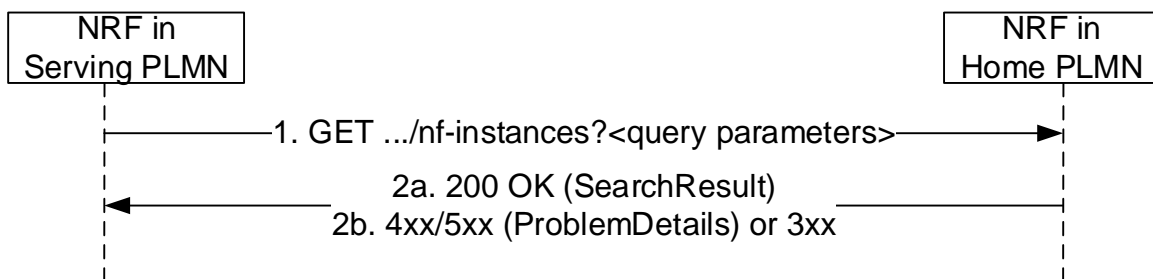 NRF in
Serving PLMN
NRF in
Home PLMN
1. GET .../nf-instances?<query parameters>
2a. 200 OK (SearchResult)
2b. 4xx/5xx (ProblemDetails) or 3xx